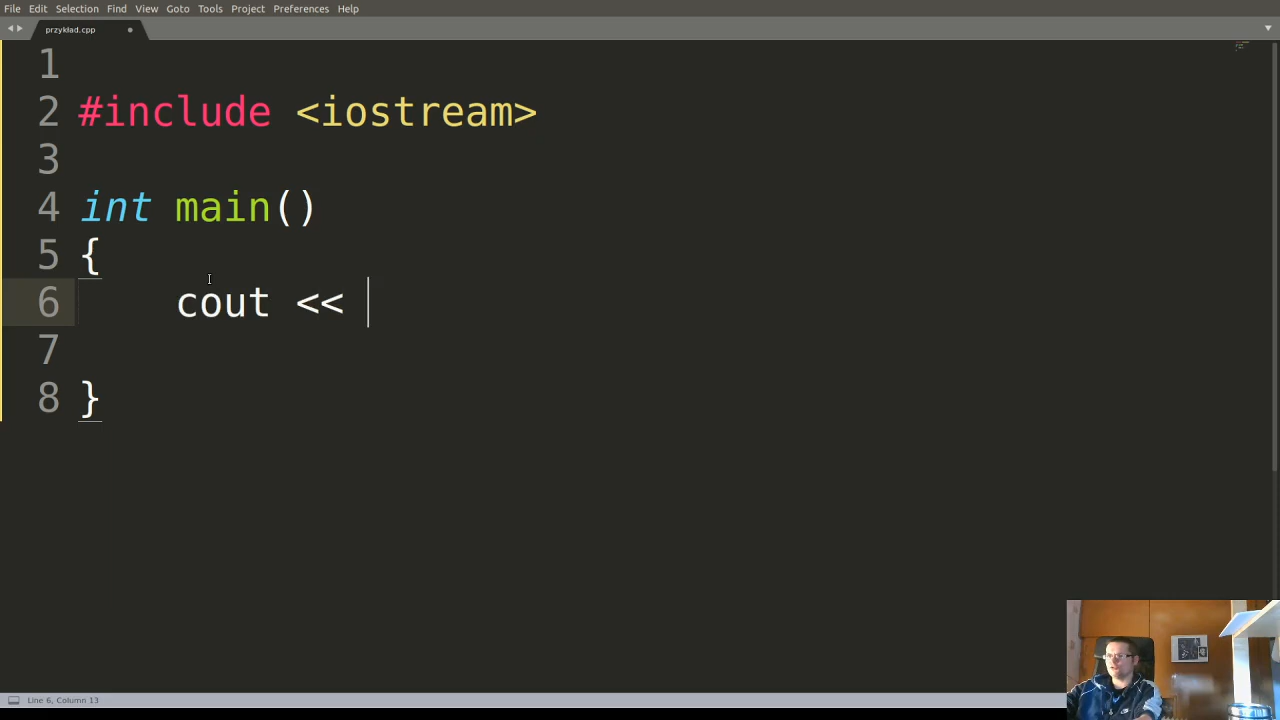 File Edit Selection Find View Goto Tools Project Preferences Help
przykład.cpp
1
2 #include <iostream>
3
4 int main()
5 {
6 cout <<
7
8 }
Line 6, Column 13